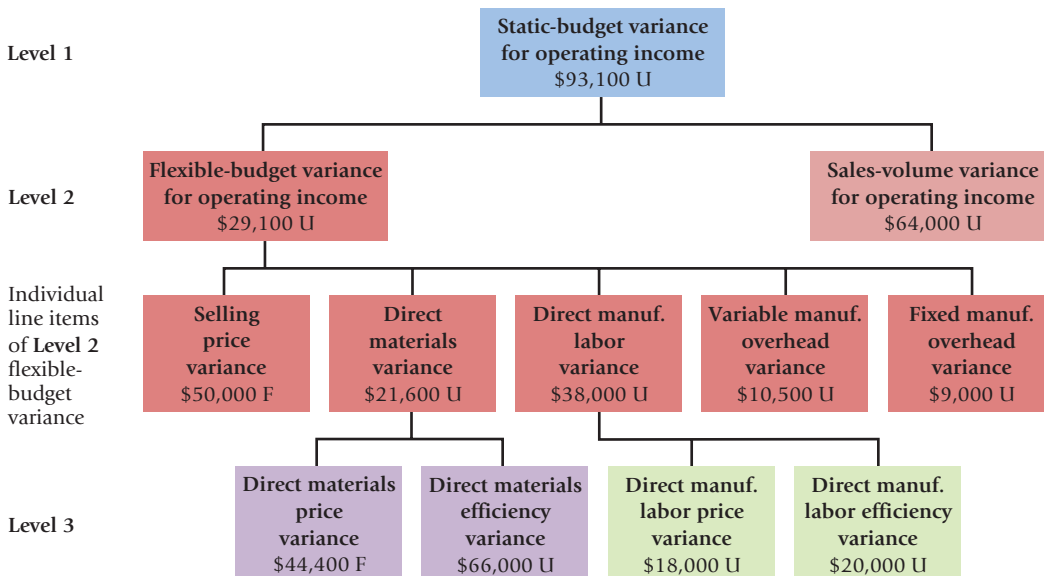 Level 1
Static-budget variance
for operating income
$93,100 U
Level 2
Flexible-budget variance
for operating income
$29,100 U
Sales-volume variance
for operating income
$64,000 U
Individual
line items
of Level 2
flexible-
budget
variance
Selling
price
variance
$50,000 F
Direct
materials
variance
$21,600 U
Direct manuf.
labor
variance
$38,000 U
Variable manuf.
overhead
variance
$10,500 U
Fixed manuf.
overhead
variance
$9,000 U
Level 3
Direct materials
price
variance
$44,400 F
Direct materials
efficiency
variance
$66,000 U
Direct manuf.
labor price
variance
$18,000 U
Direct manuf.
labor efficiency
variance
$20,000 U